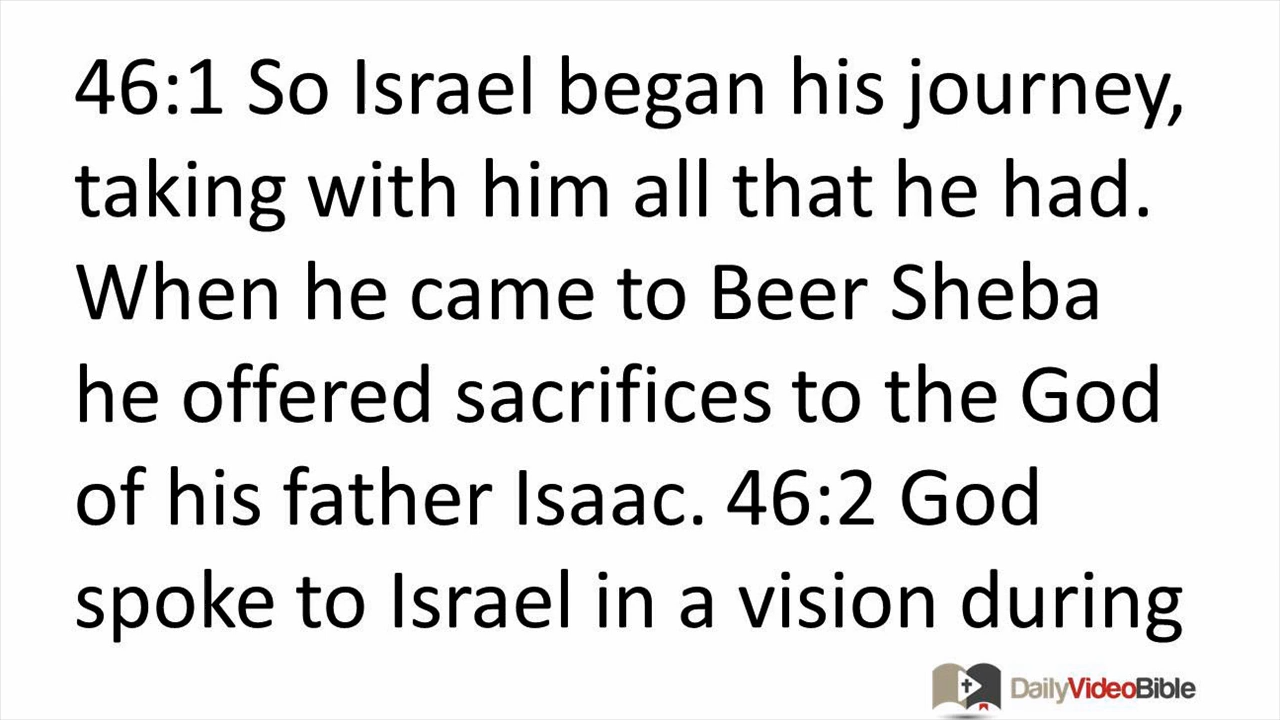 46:1 So Israel began his journey,
taking with him all that he had.
When he came to Beer Sheba
he offered sacrifices to the God
of his father Isaac. 46:2 God
spoke to Israel in a vision during
DailyVideoBible